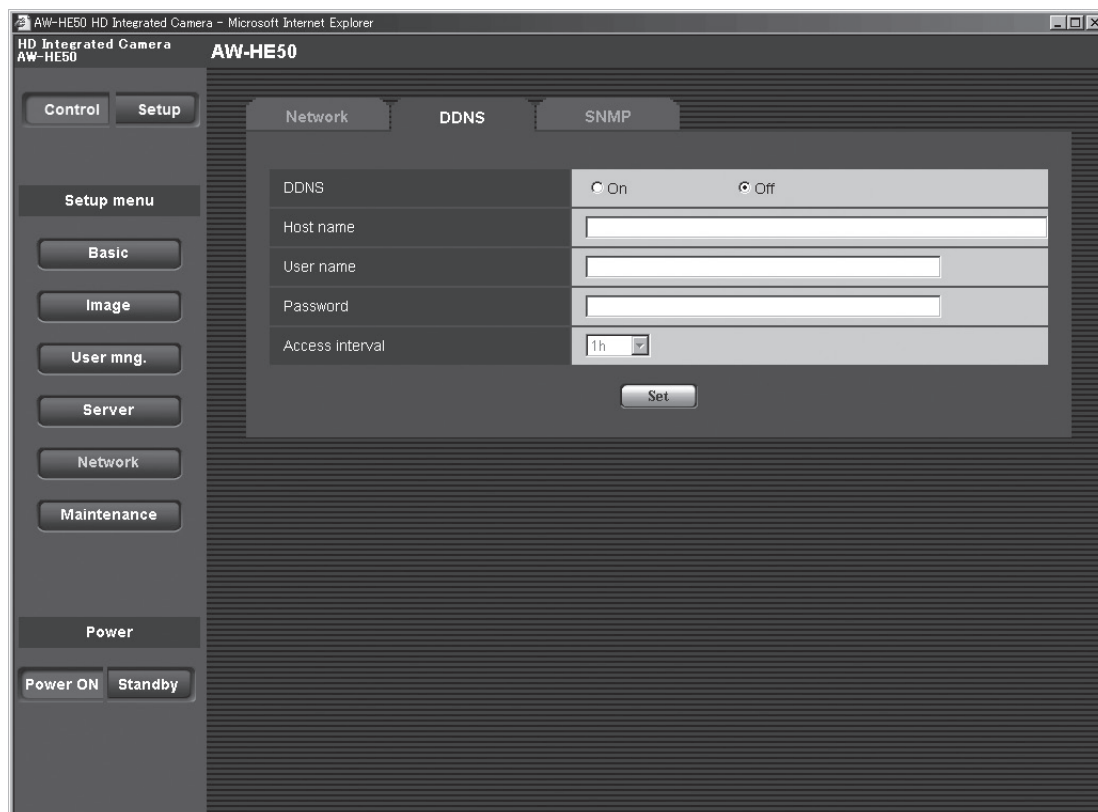 AW-HE50 HD Integrated Camera - Microsoft Internet Explorer
HD Integrated Camera
AW-HE50
AW-HE50
Control Setup
Network DDNS SNMP
Setup menu
Basic
Image
User mng.
Server
Network
Maintenance
Power
Power ON Standby
DDNS On Off
Host name
User name
Password
Access interval 1h
Set